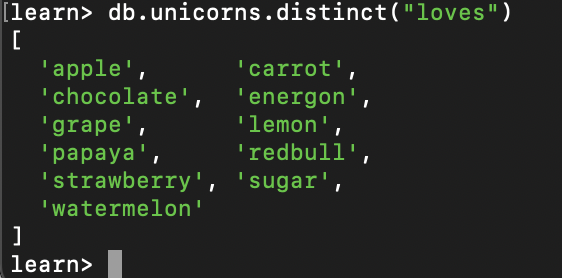 [learn> db.unicorns.distinct("loves")
[
  'apple',      'carrot',
  'chocolate',  'energon',
  'grape',      'lemon',
  'papaya',     'redbull',
  'strawberry', 'sugar',
  'watermelon'
]
learn>